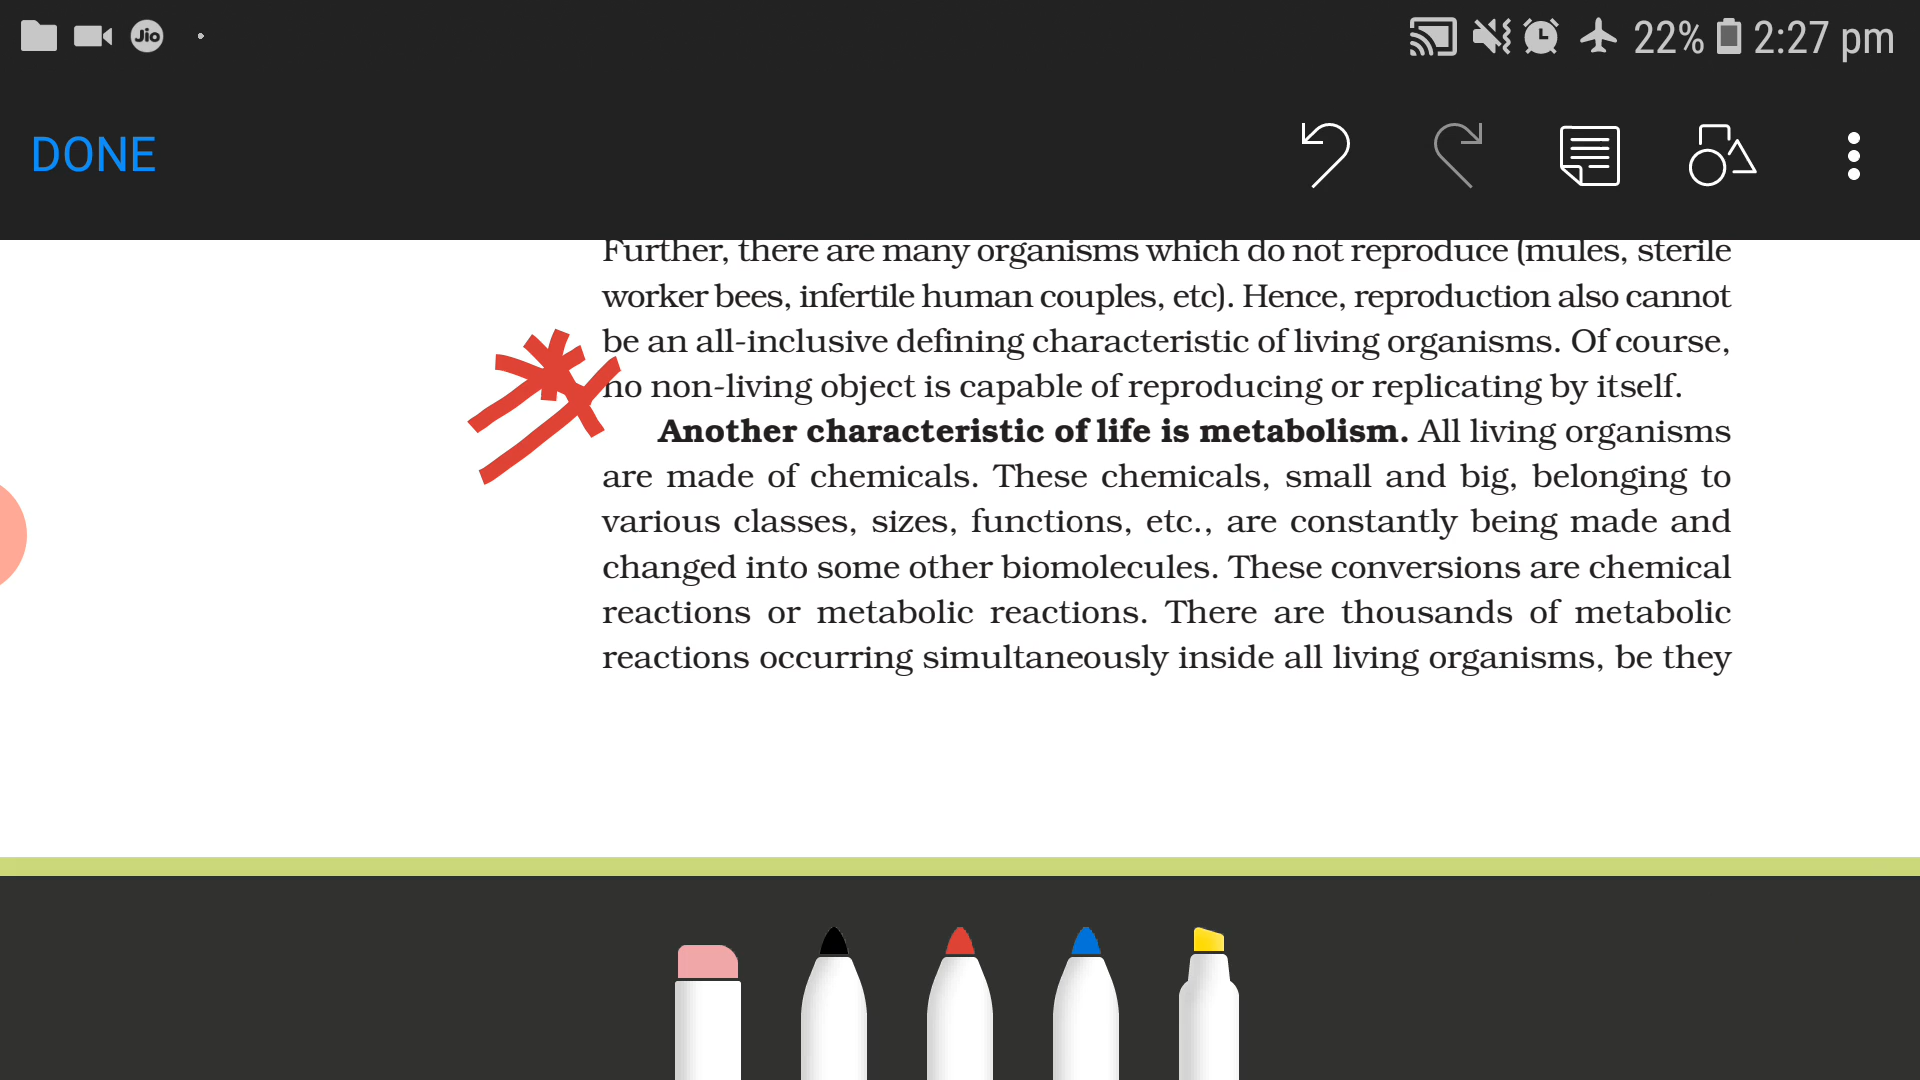 Jio
22% 2:27 pm
DONE
Further, there are many organisms which do not reproduce (mules, sterile
worker bees, infertile human couples, etc). Hence, reproduction also cannot
be an all-inclusive defining characteristic of living organisms. Of course,
no non-living object is capable of reproducing or replicating by itself.
Another characteristic of life is metabolism. All living organisms
are made of chemicals. These chemicals, small and big, belonging to
various classes, sizes, functions, etc., are constantly being made and
changed into some other biomolecules. These conversions are chemical
reactions or metabolic reactions. There are thousands of metabolic
reactions occurring simultaneously inside all living organisms, be they